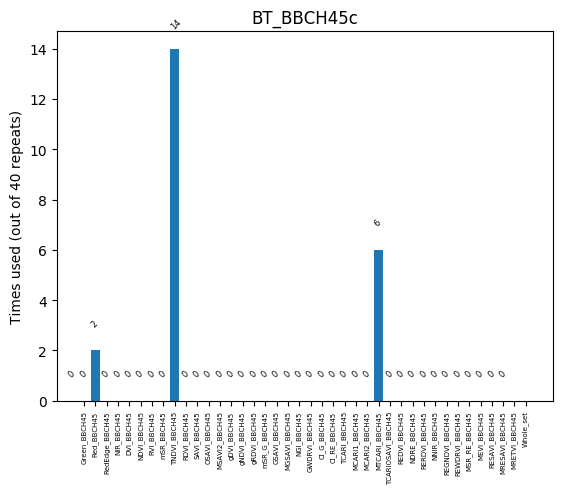 BT_BBCH45c
Times used (out of 40 repeats)
14
12
10
8
6
4
2
0
0 0 2 0 0 0 0 0 0 14 0 0 0 0 0 0 0 0 0 0 0 0 0 0 0 0 0 6 0 0 0 0 0 0 0 0 0 0 0
Green_BBCH45
Red_BBCH45
RedEdge_BBCH45
NIR_BBCH45
DVI_BBCH45
NDVI_BBCH45
RVI_BBCH45
mSR_BBCH45
TNDVI_BBCH45
RDVI_BBCH45
SAVI_BBCH45
OSAVI_BBCH45
MSAVI2_BBCH45
gDVI_BBCH45
gNDVI_BBCH45
gRDVI_BBCH45
mSR_G_BBCH45
GSAVI_BBCH45
MGSAVI_BBCH45
NGI_BBCH45
GWDRVI_BBCH45
CI_G_BBCH45
CI_RE_BBCH45
TCARI_BBCH45
MCARI1_BBCH45
MCARI2_BBCH45
MTCARI_BBCH45
TCARIOSAVI_BBCH45
REDVI_BBCH45
NDRE_BBCH45
RERDVI_BBCH45
NNIR_BBCH45
REGNDVI_BBCH45
REWDRVI_BBCH45
MSR_RE_BBCH45
MEVI_BBCH45
RESAVI_BBCH45
MRESAVI_BBCH45
MRETVI_BBCH45
Whole_set